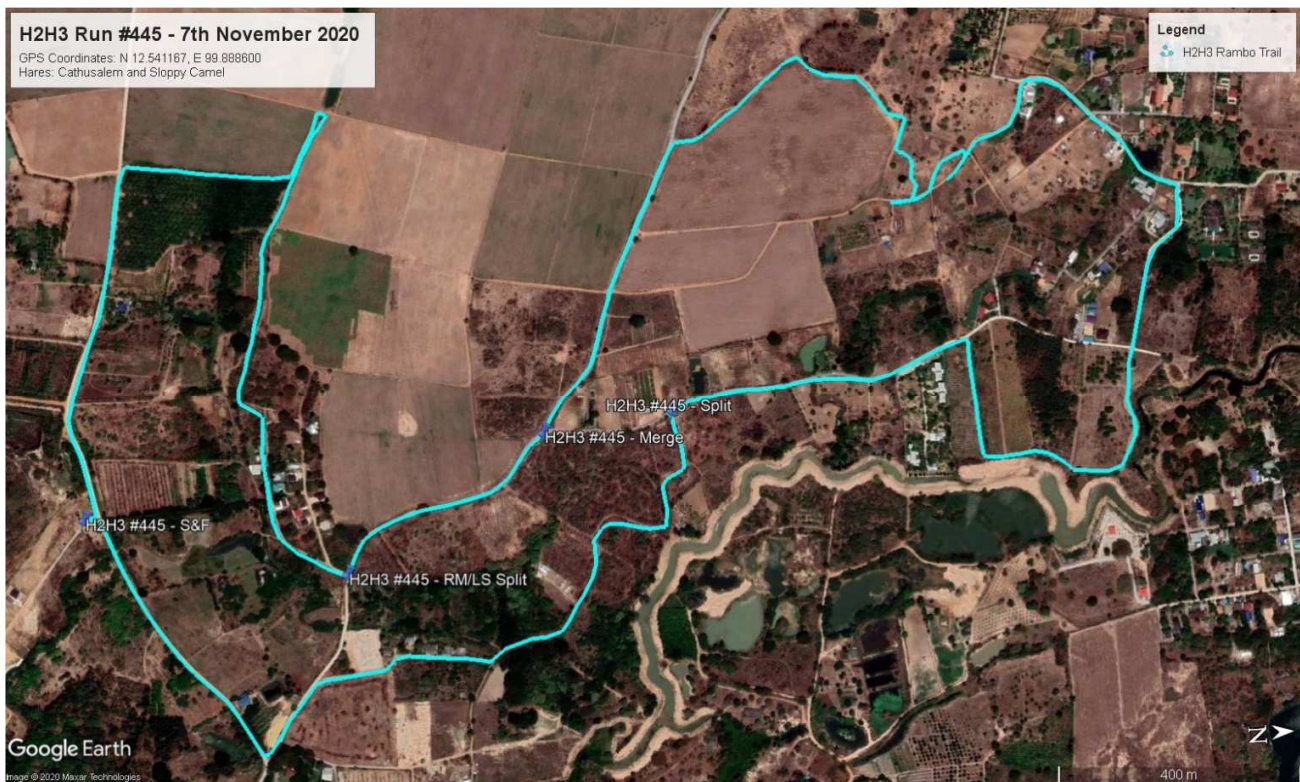 H2H3 Run #445 - 7th November 2020
GPS Coordinates: N 12.541167, E 99.888600
Hares: Cathusalem and Sloppy Camel
Legend
H2H3 Rambo Trail
H2H3 #445 - Split
H2H3 #445 - Merge
H2H3 #445 - S&F
H2H3 #445 - RM/LS Split
N
Google Earth
Image © 2020 Maxar Technologies
400 m